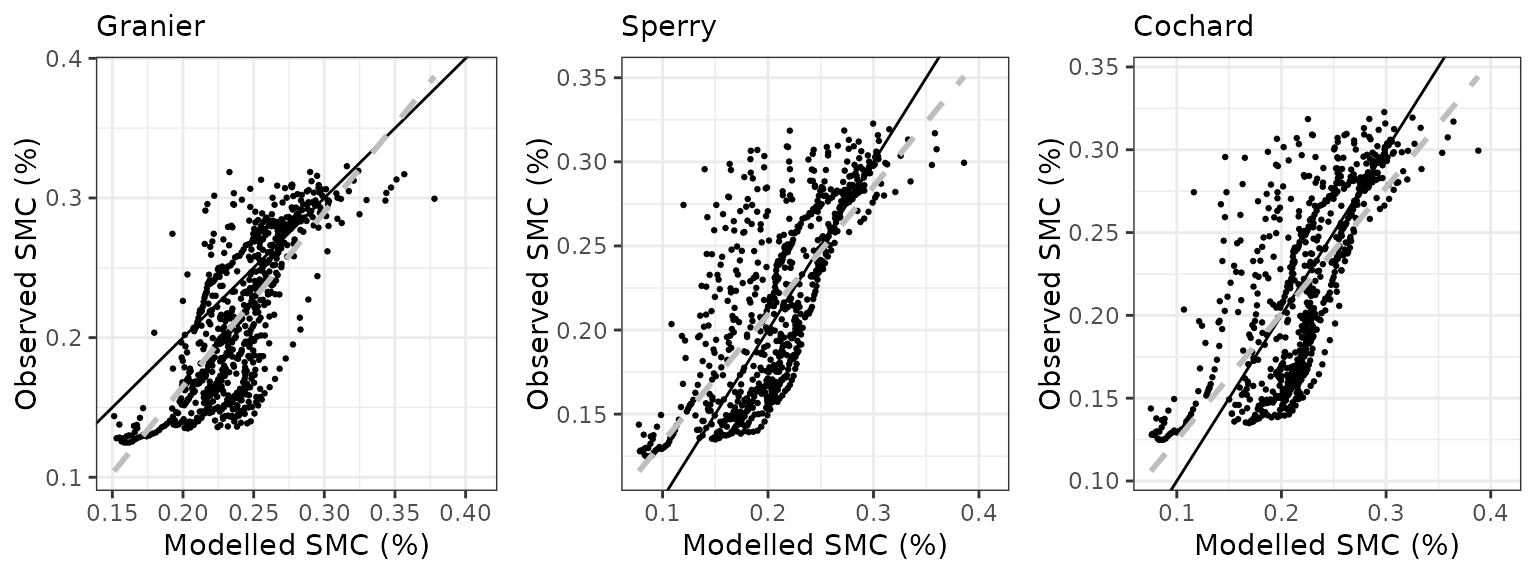 Granier
Observed SMC (%)
0.4
0.3
0.2
0.1
0.15 0.20 0.25 0.30 0.35 0.40
Modelled SMC (%)
Sperry
Observed SMC (%)
0.35
0.30
0.25
0.20
0.15
0.1 0.2 0.3 0.4
Modelled SMC (%)
Cochard
Observed SMC (%)
0.35
0.30
0.25
0.20
0.15
0.10
0.1 0.2 0.3 0.4
Modelled SMC (%)